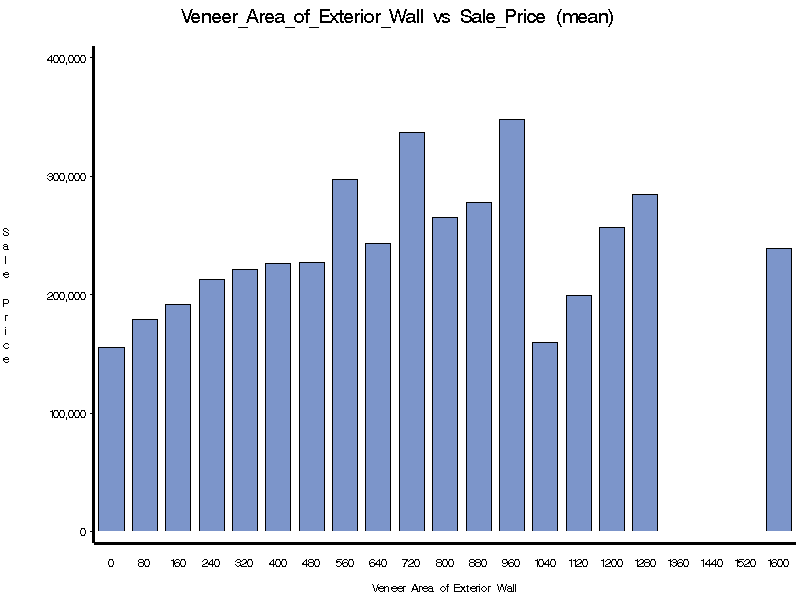 Veneer_Area_of_Exterior_Wall vs Sale_Price (mean)
400,000
300,000
200,000
100,000
0
Sale Price
0 80 160 240 320 400 480 560 640 720 800 880 960 1040 1120 1200 1280 1360 1440 1520 1600
Veneer Area of Exterior Wall